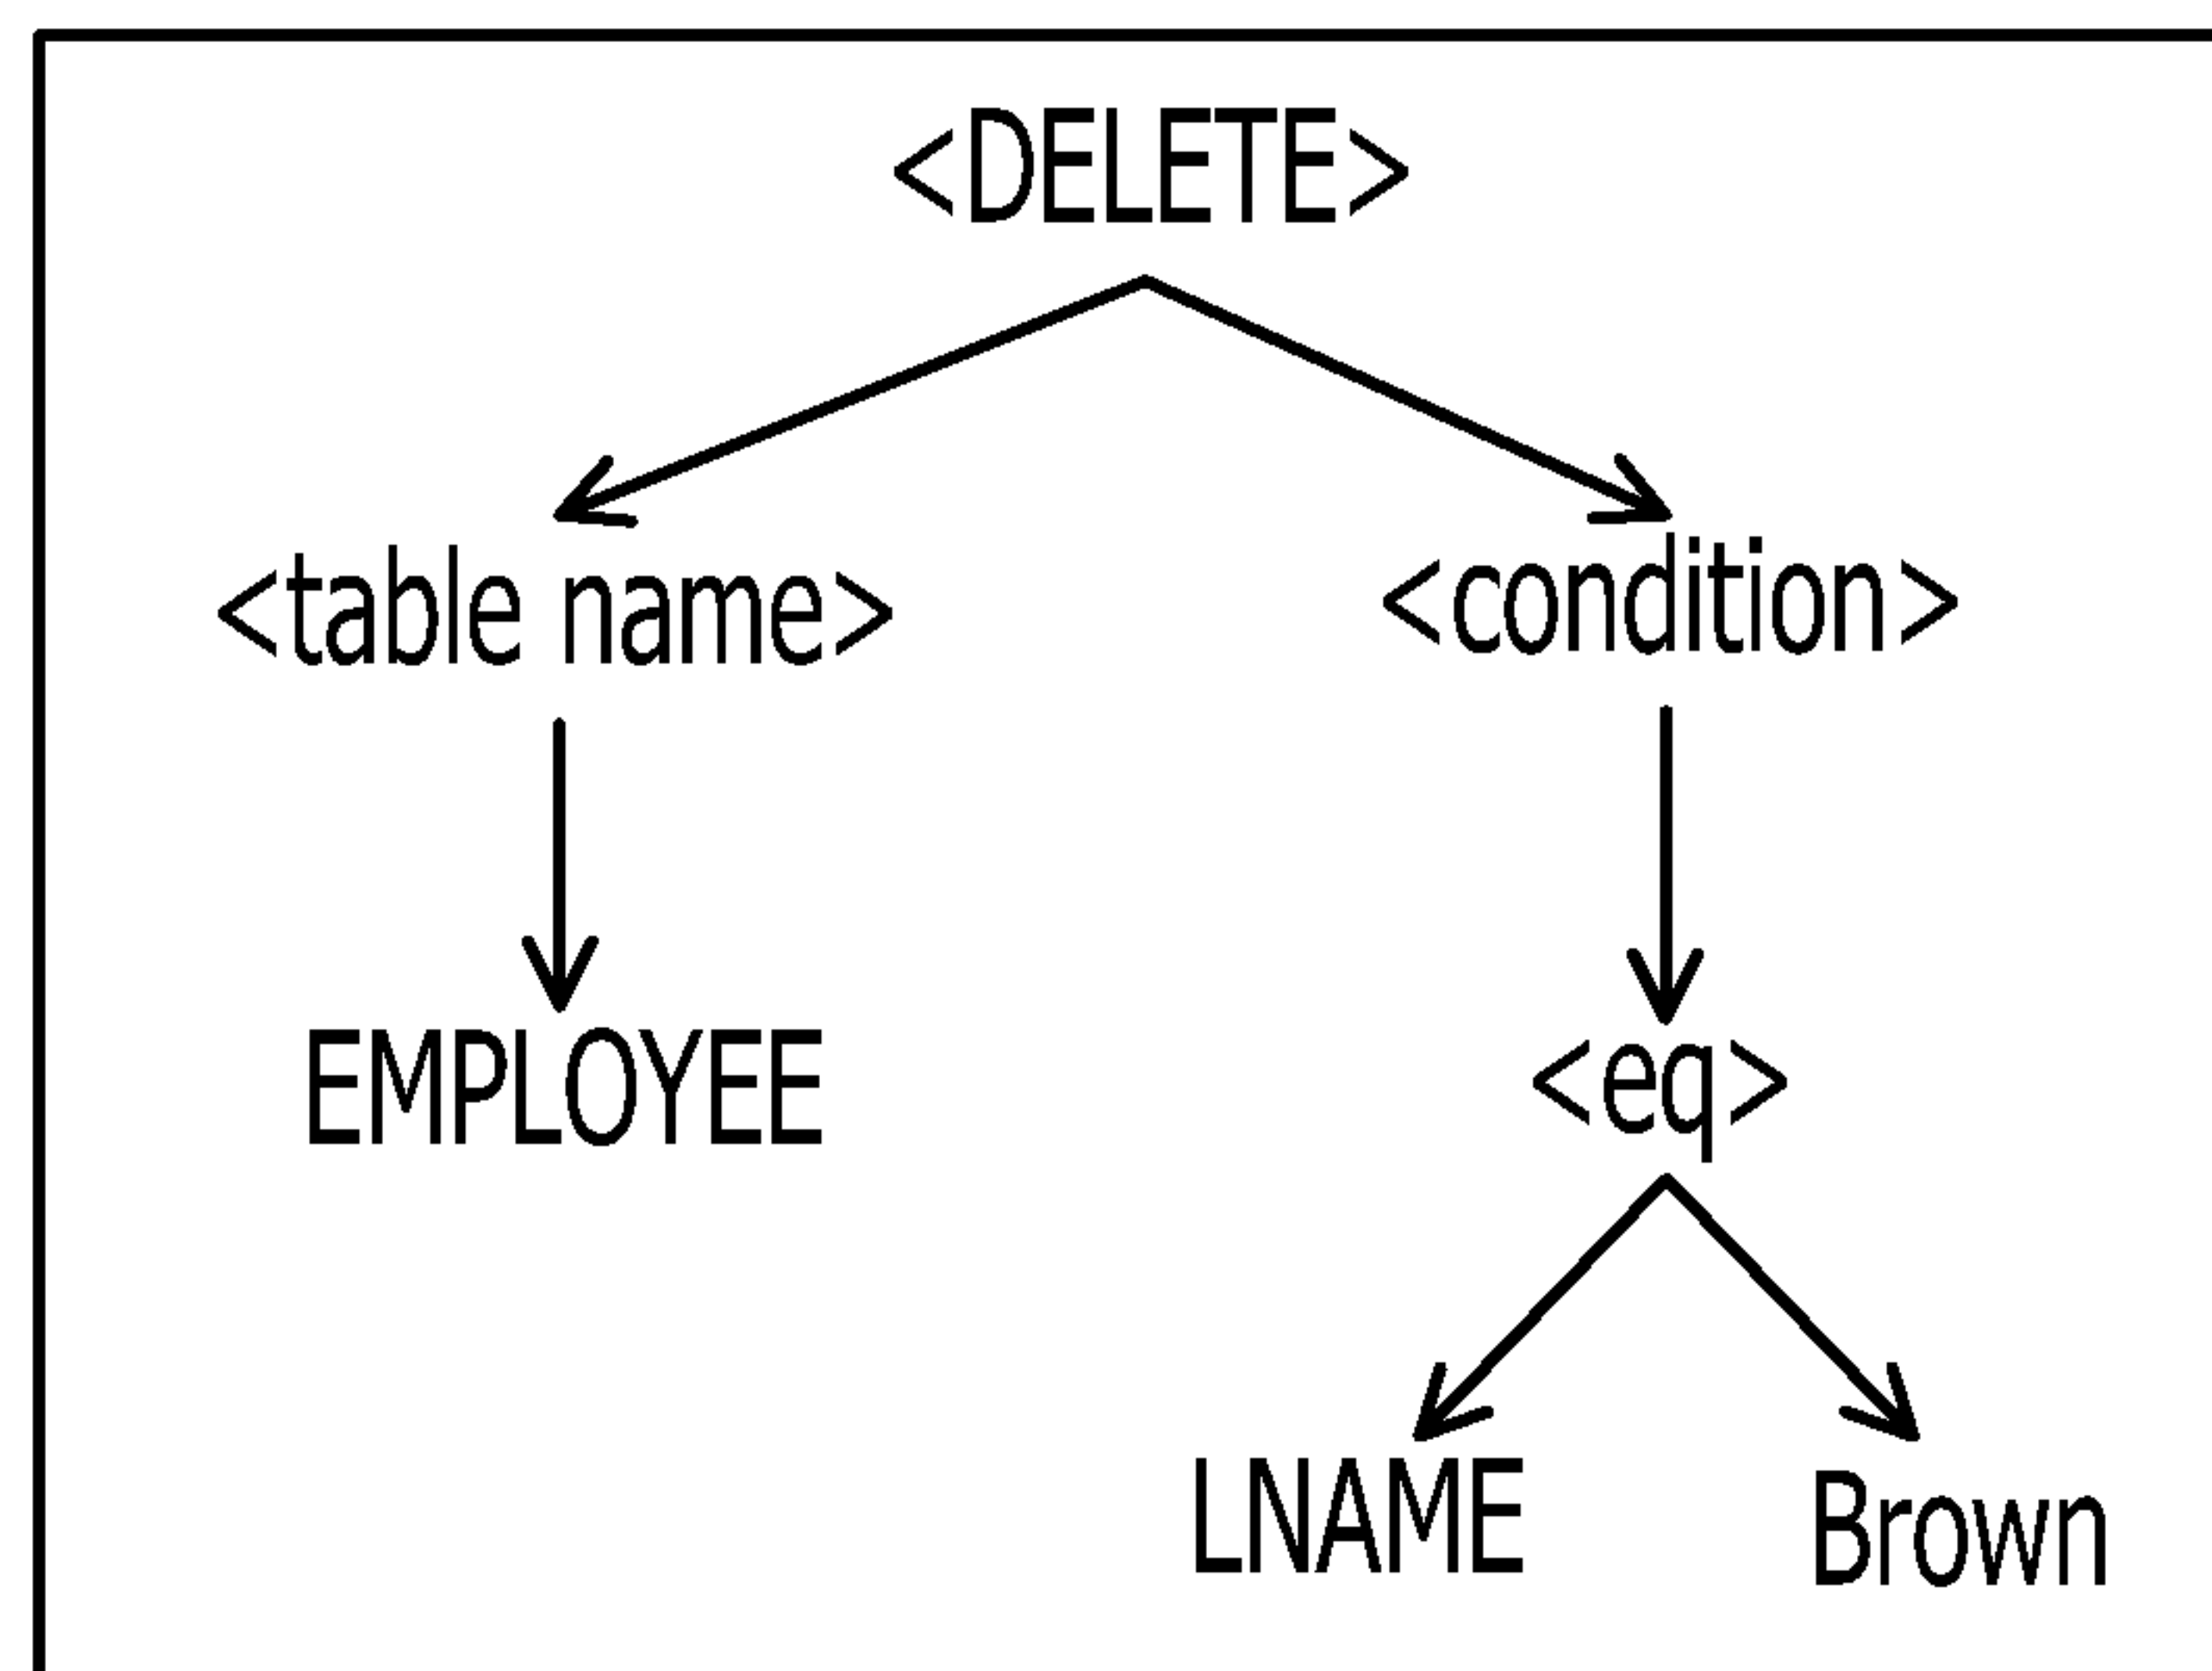 <DELETE>
<table name>
<condition>
EMPLOYEE
<eq>
LNAME
Brown